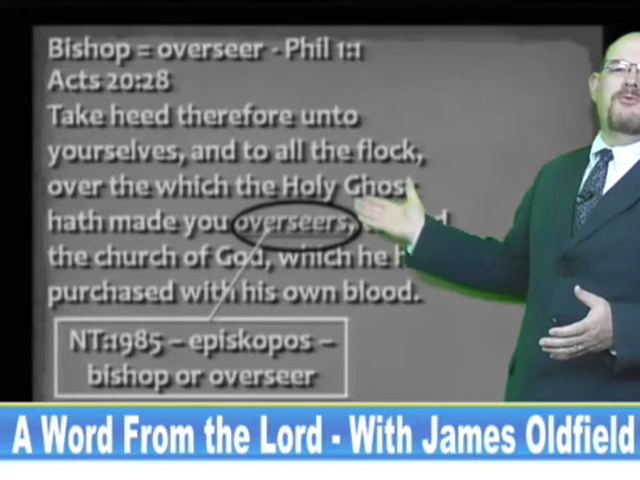 Bishop = overseer - Phil 1:1
Acts 20:28
Take heed therefore unto
yourselves, and to all the flock,
over the which the Holy Ghost
hath made you overseers,
the church of God, which he
purchased with his own blood.
NT:1985 – episkopos –
bishop or overseer
A Word From the Lord - With James Oldfield